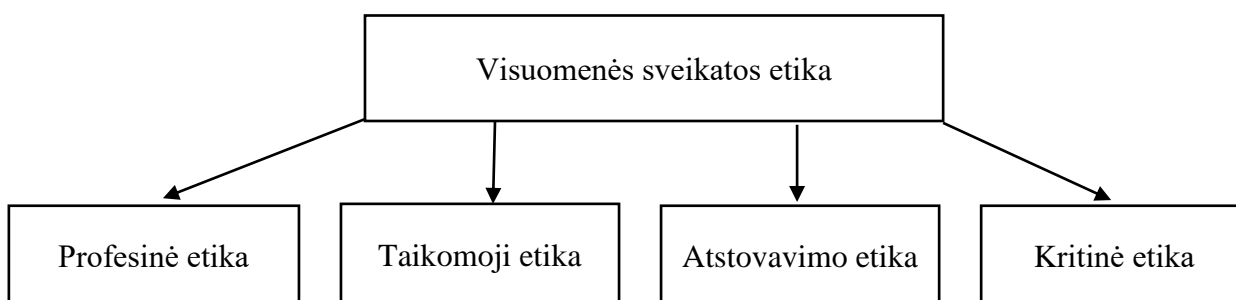 Visuomenės sveikatos etika
Profesinė etika
Taikomoji etika
Atstovavimo etika
Kritinė etika